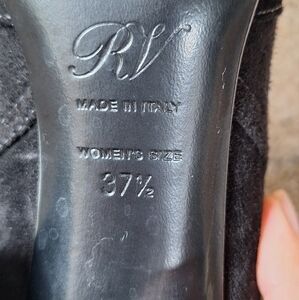 RV
MADE IN ITALY
WOMEN'S SIZE
37½